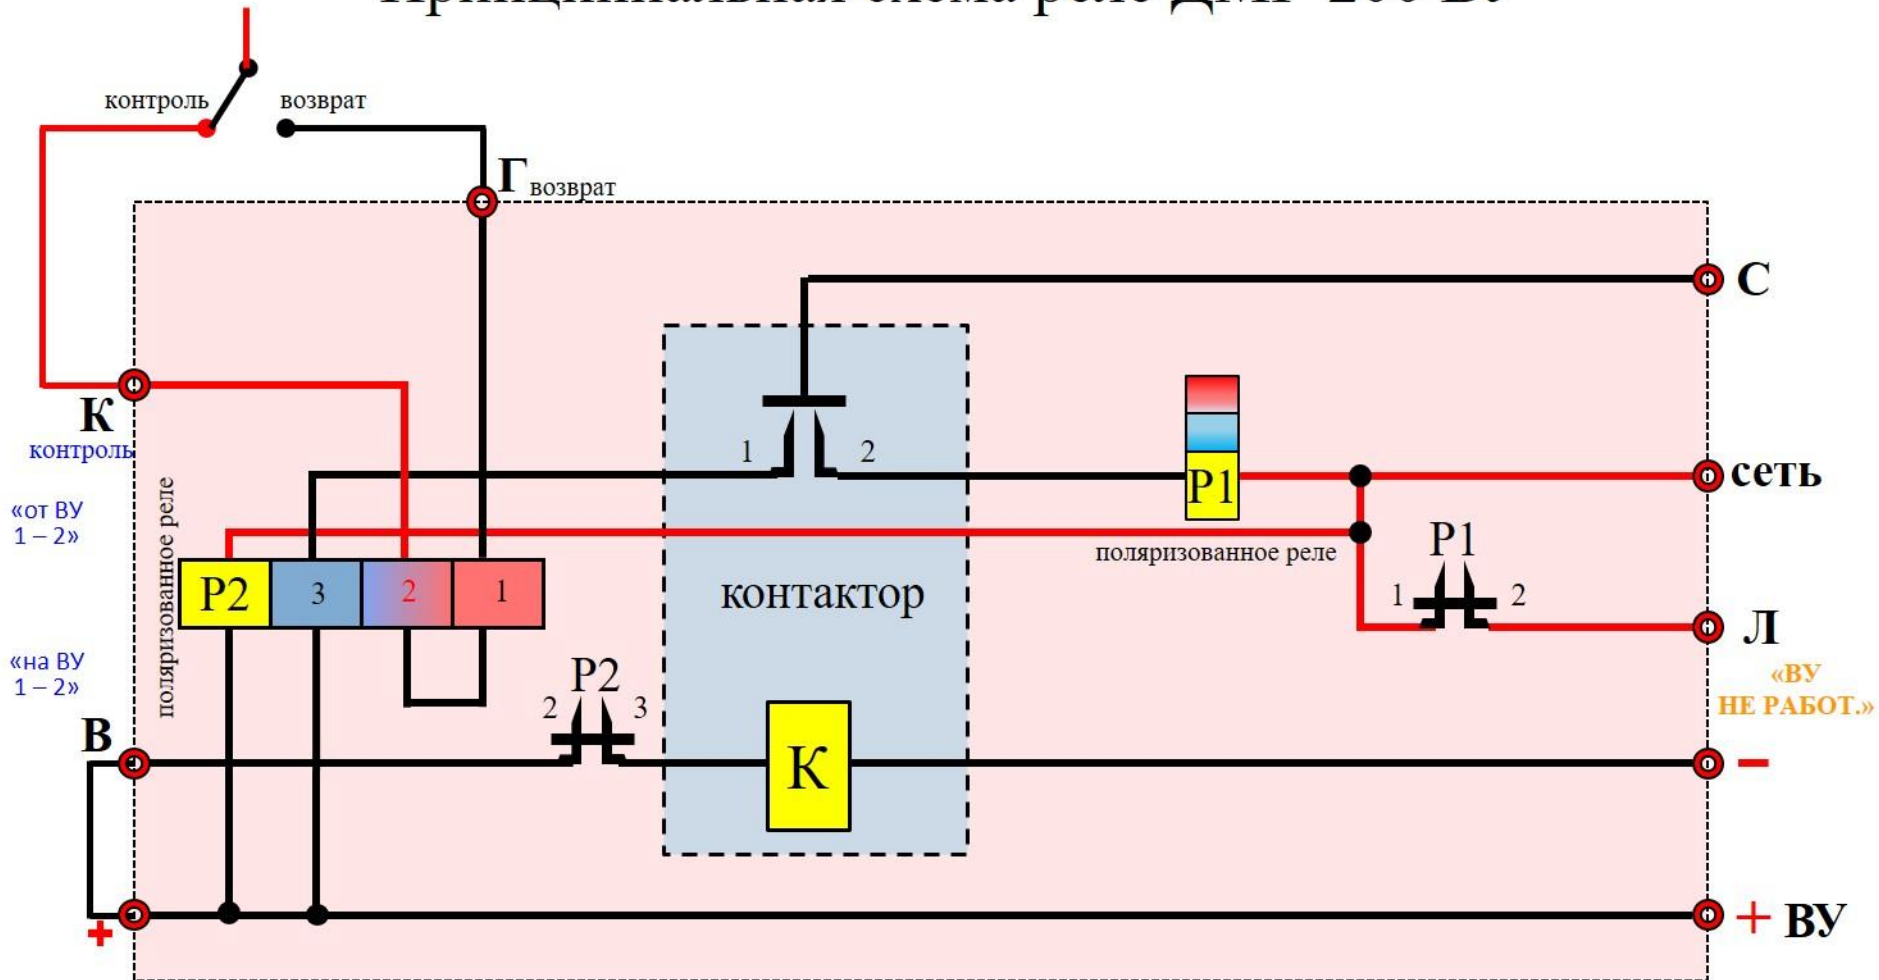 контроль возврат
Г возврат
С
К
контроль
1 2
Р1
сеть
«от ВУ
1 – 2»
поляризованное реле
поляризованное реле
Р1
1 2
Р2 3 2 1
контактор
Л
«ВУ
НЕ РАБОТ.»
«на ВУ
1 – 2»
Р2
2 3
В
К
–
+
+ ВУ